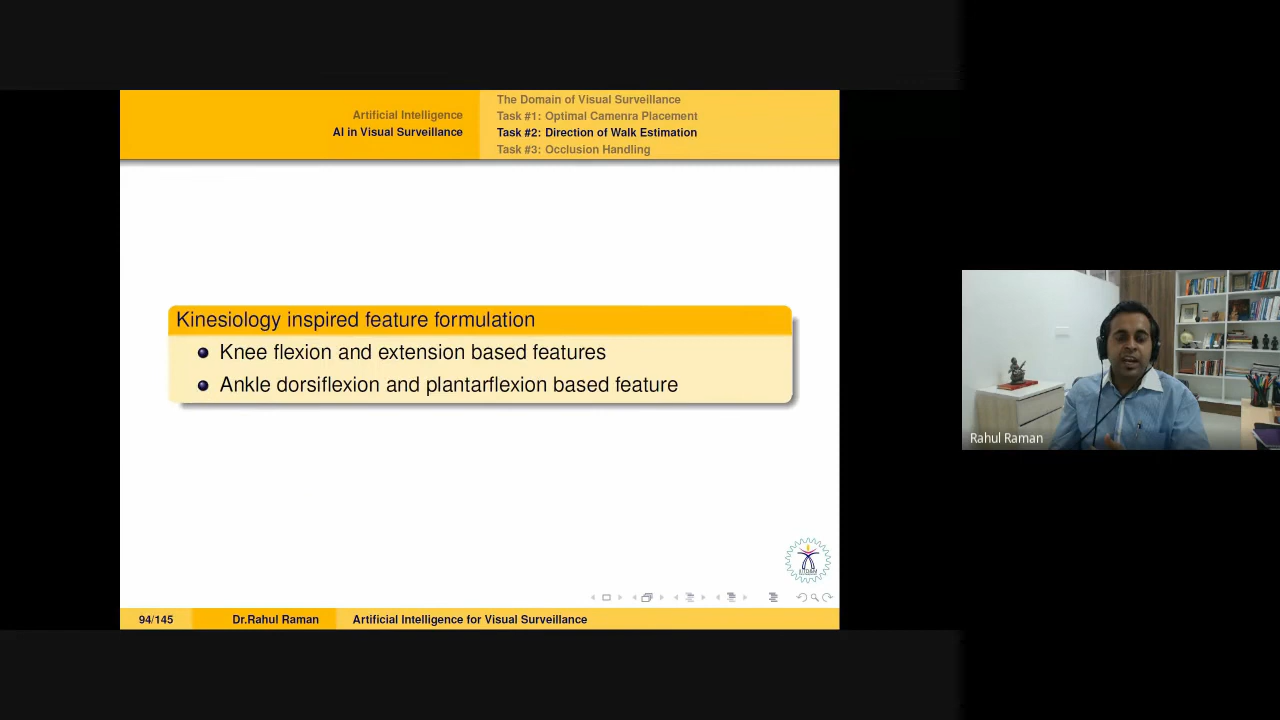 Artificial Intelligence
AI in Visual Surveillance
The Domain of Visual Surveillance
Task #1: Optimal Camenra Placement
Task #2: Direction of Walk Estimation
Task #3: Occlusion Handling
Kinesiology inspired feature formulation
Knee flexion and extension based features
Ankle dorsiflexion and plantarflexion based feature
Rahul Raman
94/145
Dr.Rahul Raman
Artificial Intelligence for Visual Surveillance